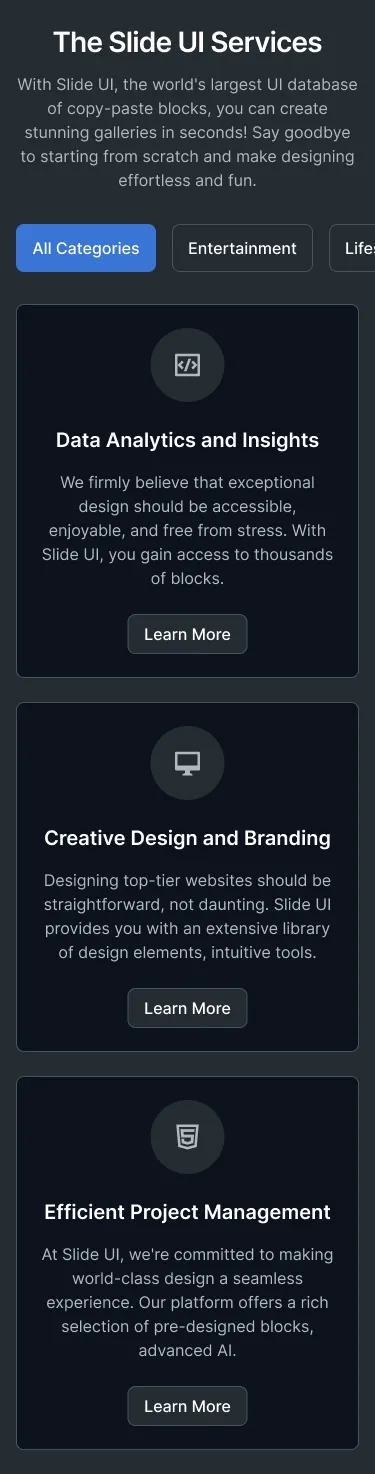 The Slide UI Services
With Slide UI, the world's largest UI database
of copy-paste blocks, you can create
stunning galleries in seconds! Say goodbye
to starting from scratch and make designing
effortless and fun.
All Categories
Entertainment
Data Analytics and Insights
We firmly believe that exceptional
design should be accessible,
enjoyable, and free from stress. With
Slide UI, you gain access to thousands
of blocks.
Learn More
Creative Design and Branding
Designing top-tier websites should be
straightforward, not daunting. Slide UI
provides you with an extensive library
of design elements, intuitive tools.
Learn More
Efficient Project Management
At Slide UI, we're committed to making
world-class design a seamless
experience. Our platform offers a rich
selection of pre-designed blocks,
advanced AI.
Learn More